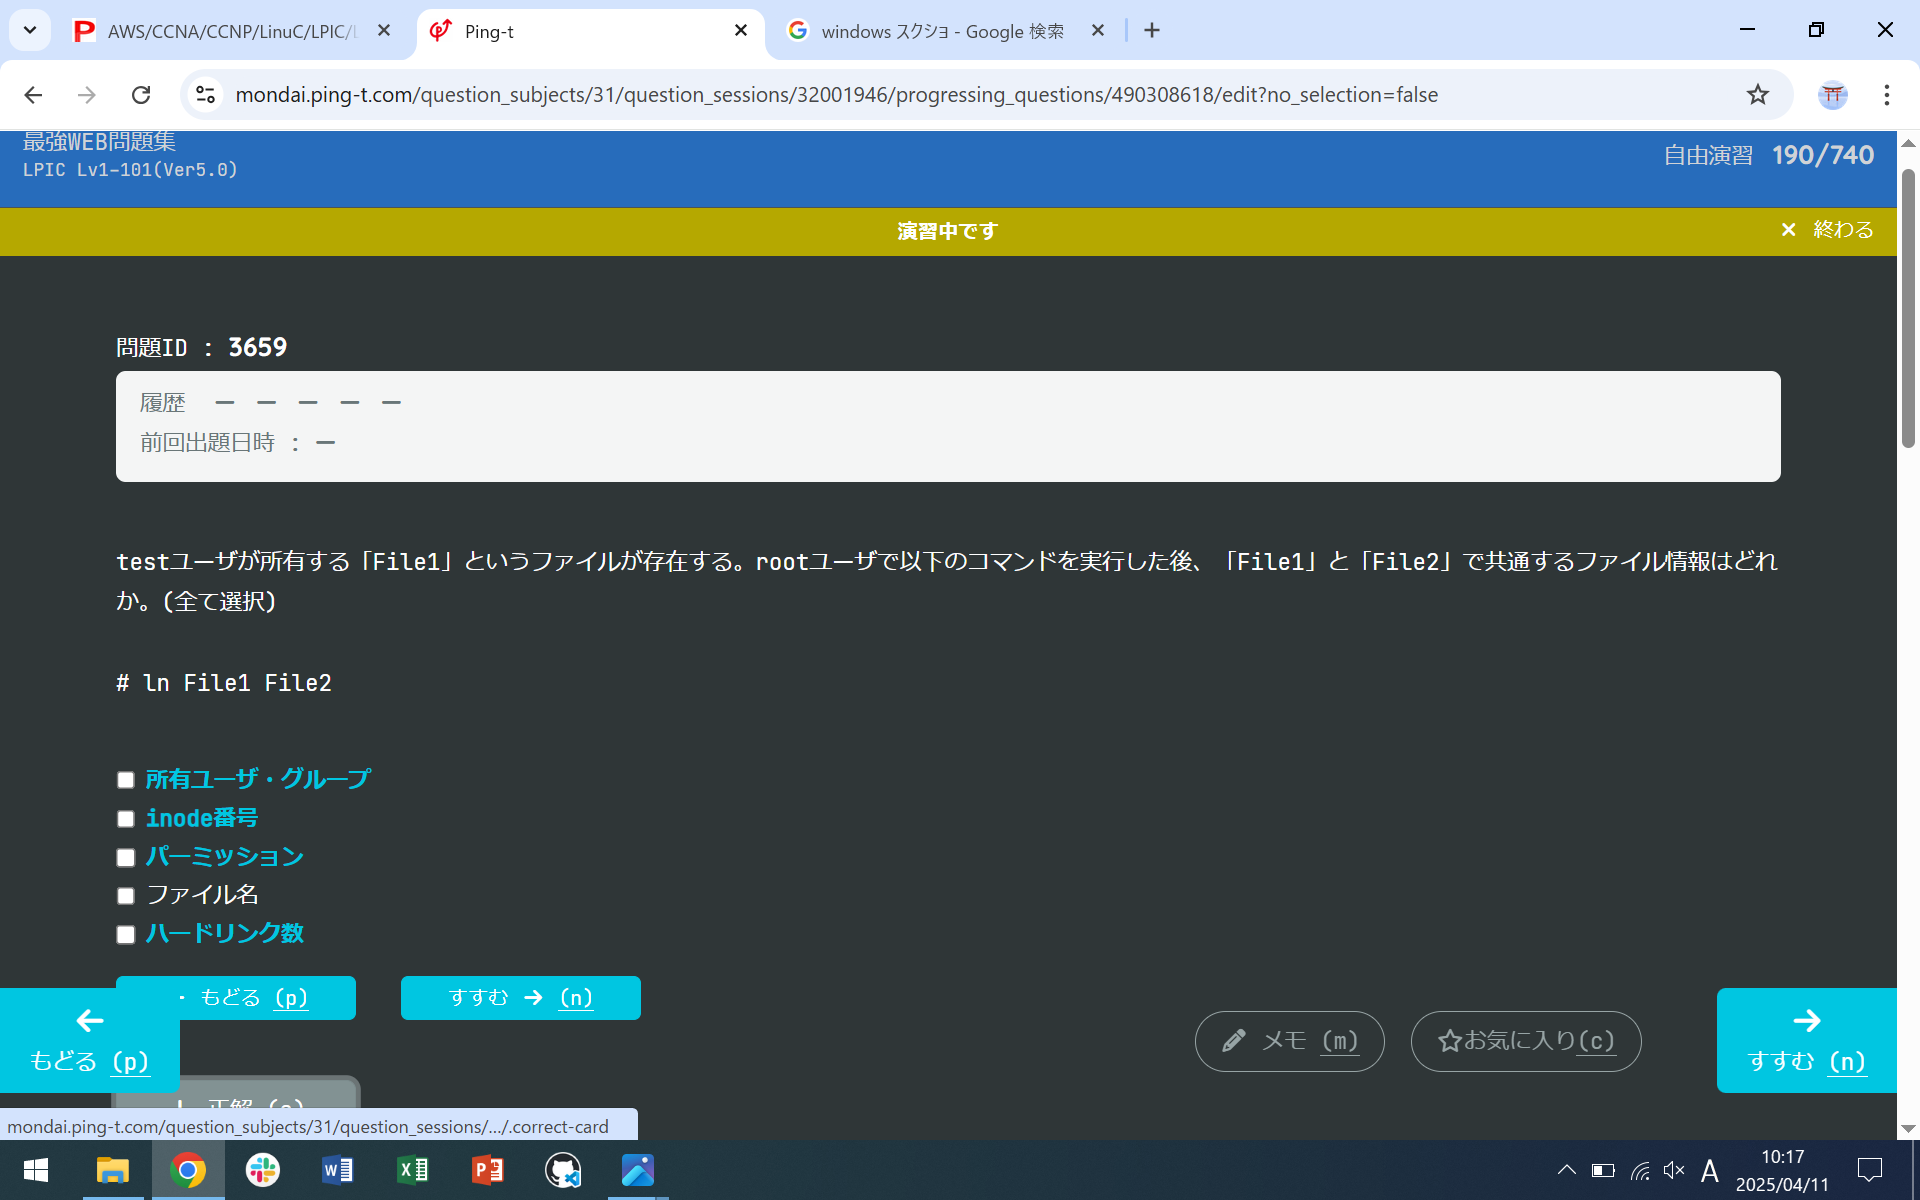 AWS/CCNA/CCNP/LinuC/LPIC/
Ping-t
windows スクショ - Google 検索
mondai.ping-t.com/question_subjects/31/question_sessions/32001946/progressing_questions/490308618/edit?no_selection=false
最強WEB問題集
LPIC Lv1-101(Ver5.0)
自由演習 190/740
演習中です
× 終わる
問題ID : 3659
履歴 ー ー ー ー ー
前回出題日時 : ー
testユーザが所有する「File1」というファイルが存在する。rootユーザで以下のコマンドを実行した後、「File1」と「File2」で共通するファイル情報はどれ
か。(全て選択)
# ln File1 File2
所有ユーザ・グループ
inode番号
パーミッション
ファイル名
ハードリンク数
もどる (p)
すすむ → (n)
← もどる (p)
メモ (m)
☆お気に入り(c)
→ すすむ (n)
正解
mondai.ping-t.com/question_subjects/31/question_sessions/.../.correct-card
A
10:17
2025/04/11